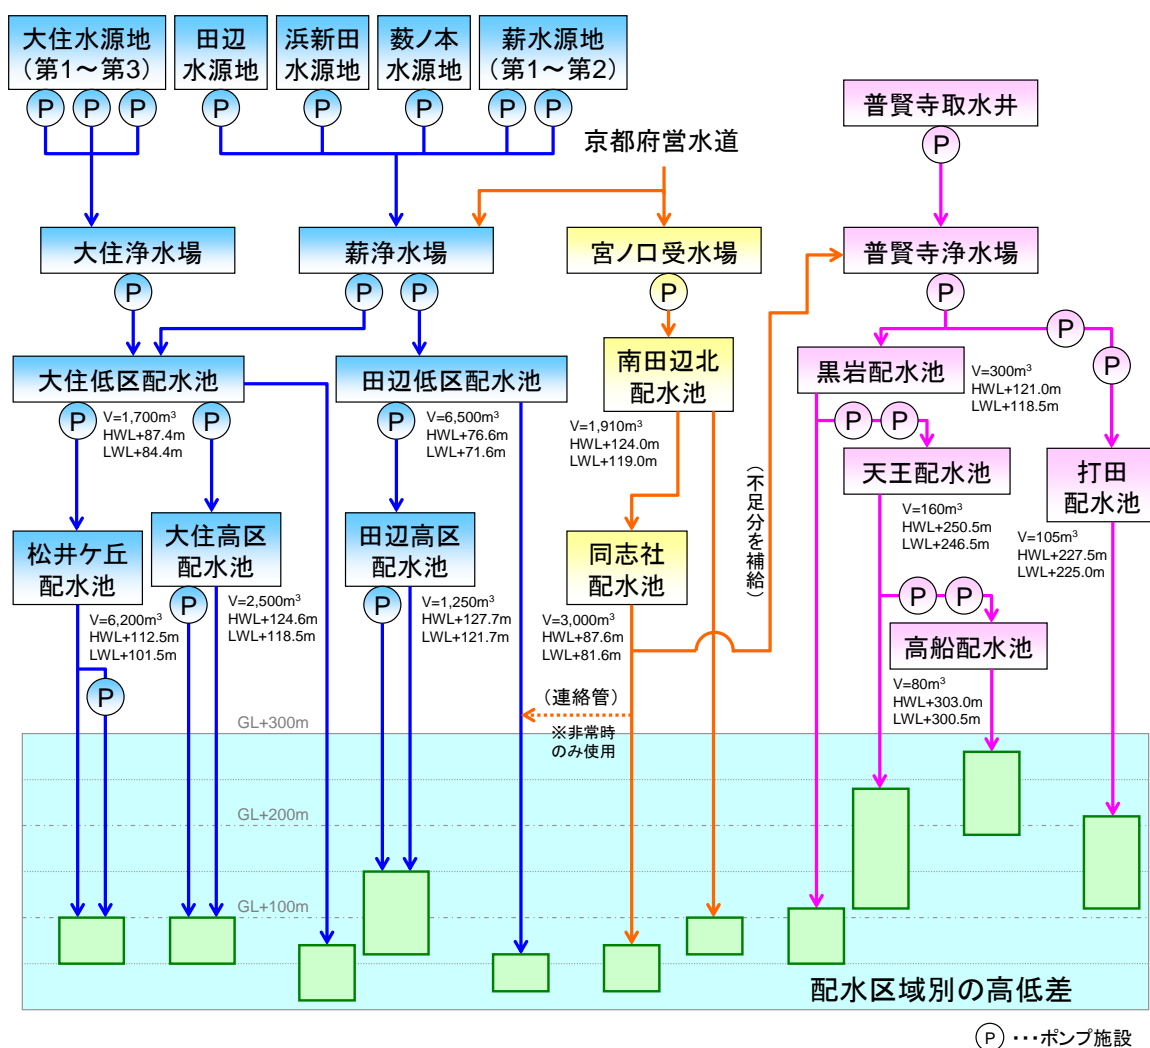 大住水源地
（第1～第3）
田辺
水源地
浜新田
水源地
薮ノ本
水源地
薪水源地
（第1～第2）
P
P
P
P
P
P
P
P
京都府営水道
普賢寺取水井
P
大住浄水場
P
薪浄水場
P
P
宮ノ口受水場
P
普賢寺浄水場
P
P
P
大住低区配水池
P
V=1,700m³
HWL+87.4m
LWL+84.4m
P
田辺低区配水池
P
V=6,500m³
HWL+76.6m
LWL+71.6m
南田辺北
配水池
V=1,910m³
HWL+124.0m
LWL+119.0m
（不足分を補給）
黒岩配水池
V=300m³
HWL+121.0m
LWL+118.5m
P
P
天王配水池
V=160m³
HWL+250.5m
LWL+246.5m
打田
配水池
V=105m³
HWL+227.5m
LWL+225.0m
松井ケ丘
配水池
V=6,200m³
HWL+112.5m
LWL+101.5m
P
大住高区
配水池
P
V=2,500m³
HWL+124.6m
LWL+118.5m
田辺高区
配水池
P
V=1,250m³
HWL+127.7m
LWL+121.7m
同志社
配水池
V=3,000m³
HWL+87.6m
LWL+81.6m
P
P
高船配水池
V=80m³
HWL+303.0m
LWL+300.5m
（連絡管）
※非常時
のみ使用
GL+300m
GL+200m
GL+100m
配水区域別の高低差
P・・・ポンプ施設